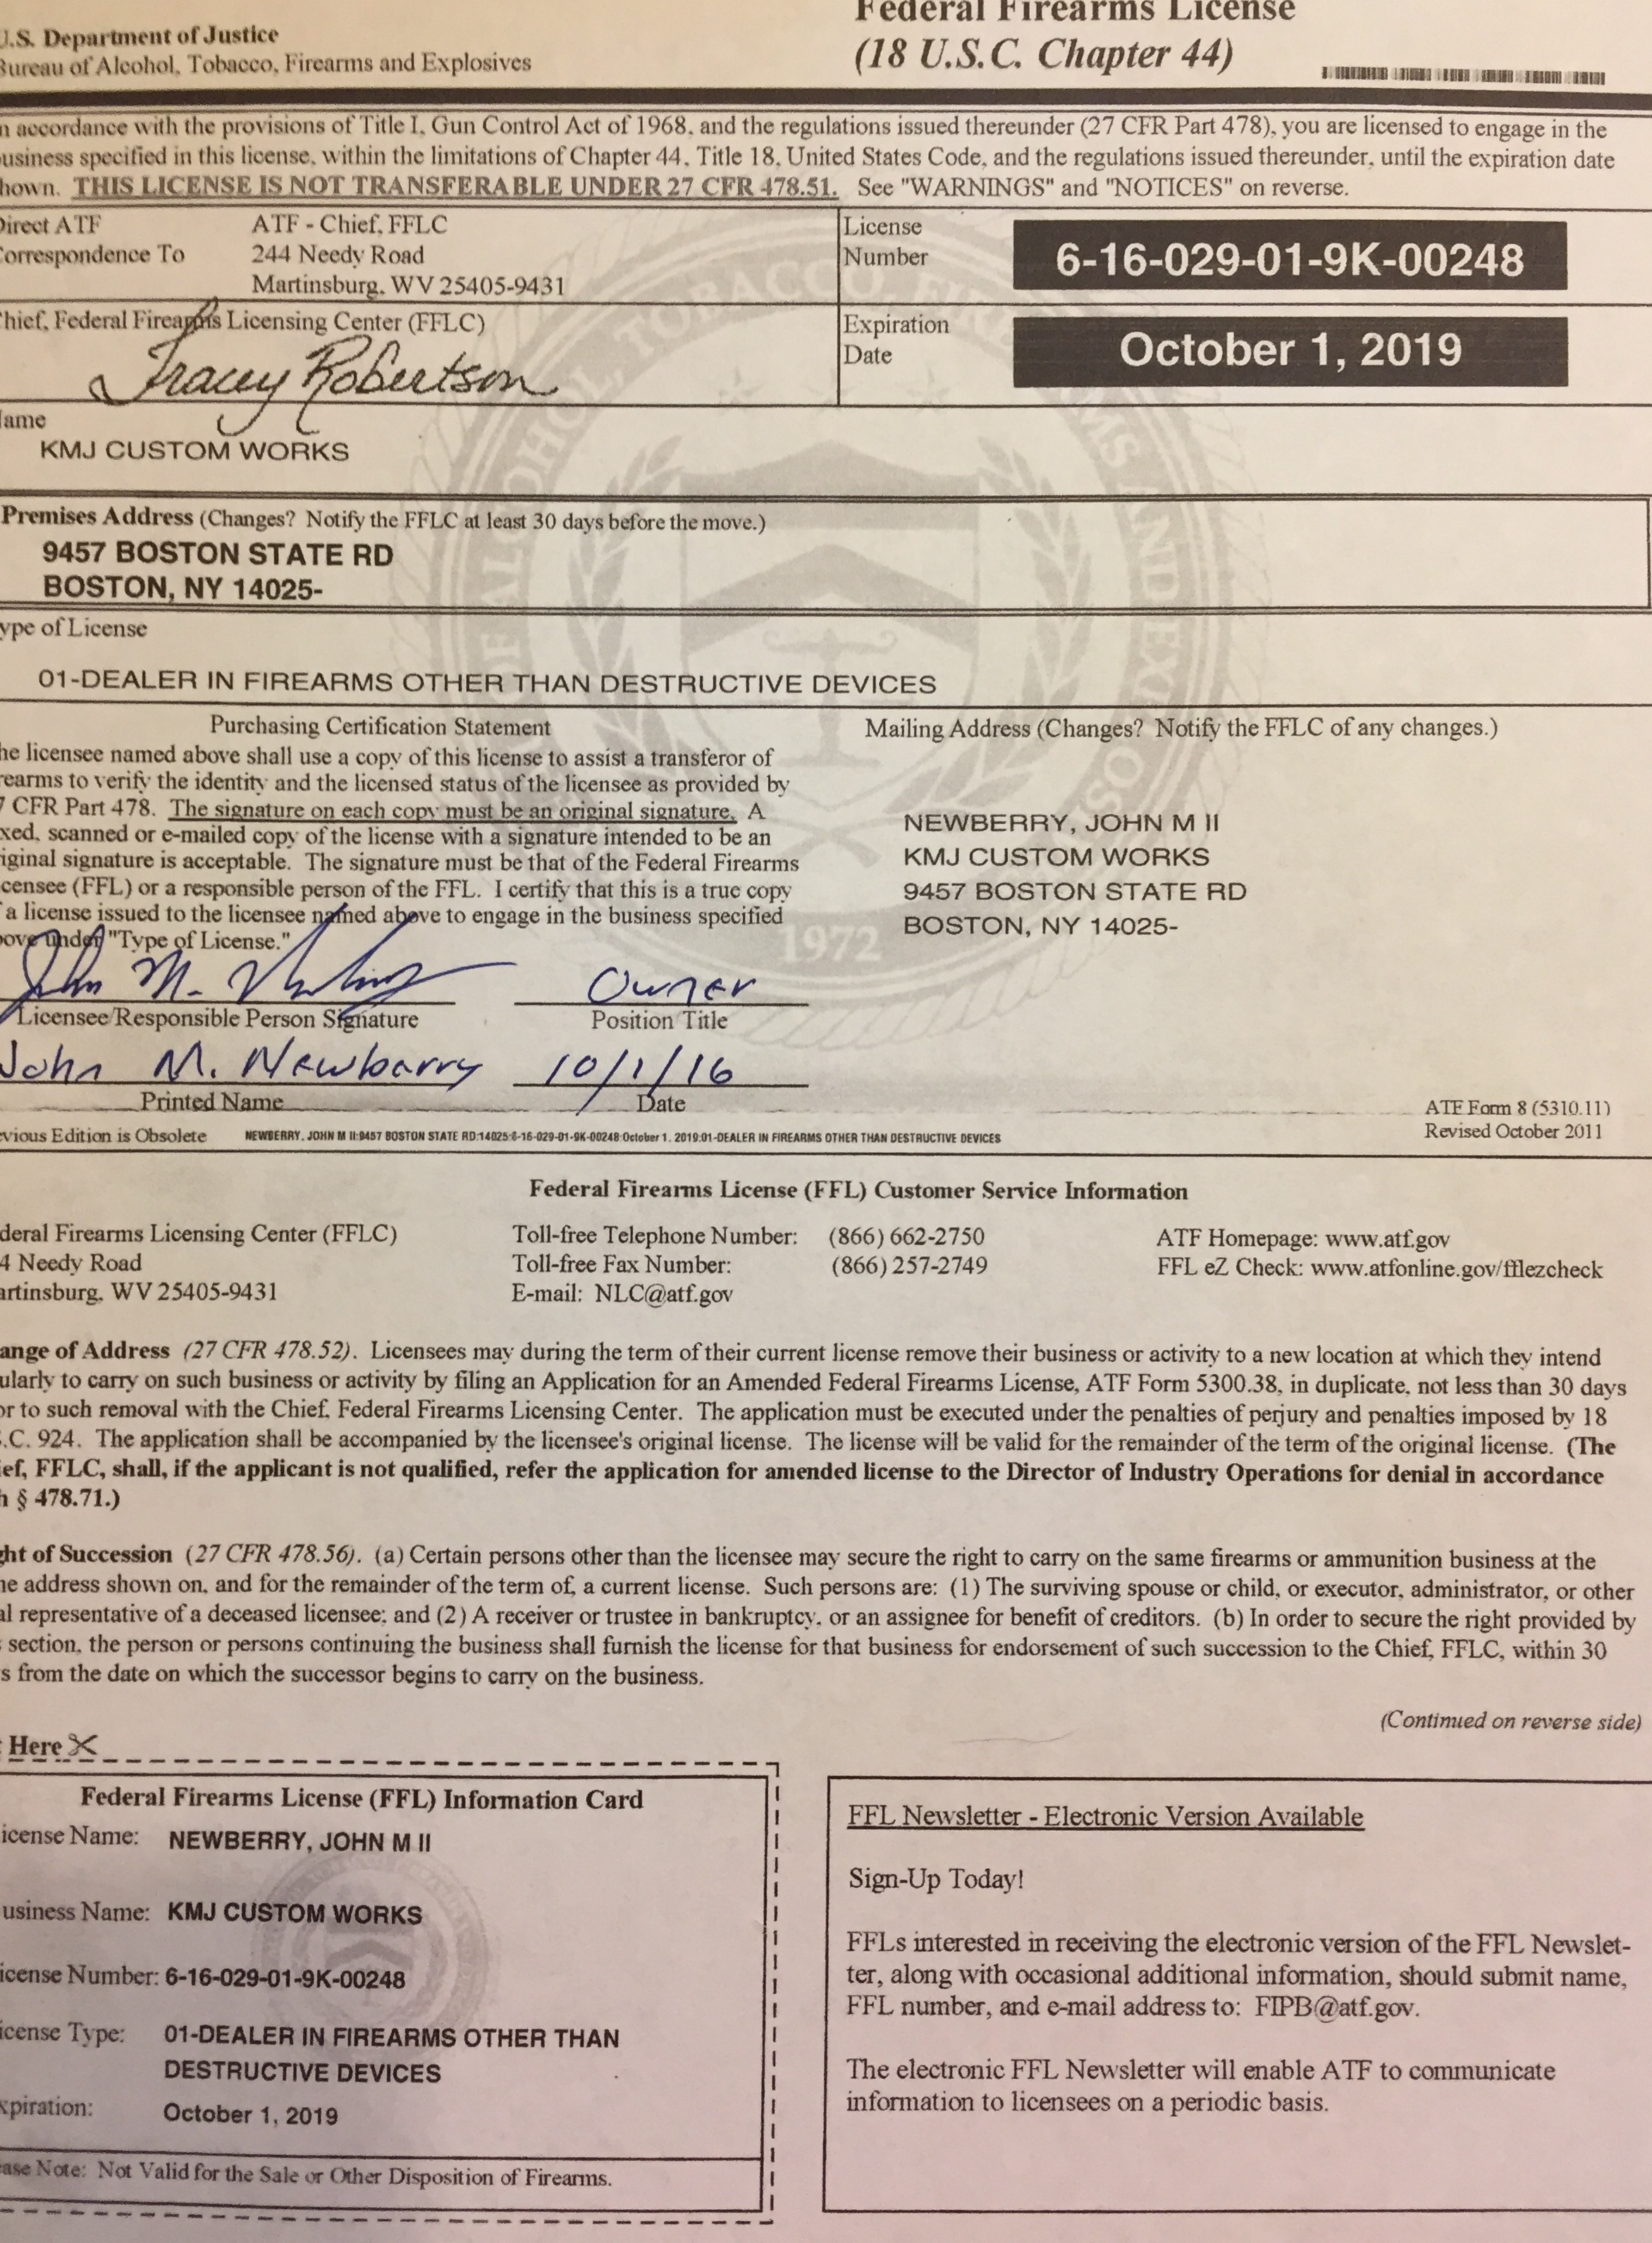 Federal Firearms License
(18 U.S.C. Chapter 44)
U.S. Department of Justice
Bureau of Alcohol, Tobacco, Firearms and Explosives
n accordance with the provisions of Title I, Gun Control Act of 1968, and the regulations issued thereunder (27 CFR Part 478), you are licensed to engage in the
usiness specified in this license, within the limitations of Chapter 44, Title 18, United States Code, and the regulations issued thereunder, until the expiration date
hown. THIS LICENSE IS NOT TRANSFERABLE UNDER 27 CFR 478.51. See "WARNINGS" and "NOTICES" on reverse.
Direct ATF
Correspondence To
ATF - Chief, FFLC
244 Needy Road
Martinsburg, WV 25405-9431
License
Number
6-16-029-01-9K-00248
Chief, Federal Firearms Licensing Center (FFLC)
Tracey Robertson
Expiration
Date
October 1, 2019
Name
KMJ CUSTOM WORKS
Premises Address (Changes? Notify the FFLC at least 30 days before the move.)
9457 BOSTON STATE RD
BOSTON, NY 14025-
ype of License
01-DEALER IN FIREARMS OTHER THAN DESTRUCTIVE DEVICES
Purchasing Certification Statement
he licensee named above shall use a copy of this license to assist a transferor of
rearms to verify the identity and the licensed status of the licensee as provided by
7 CFR Part 478. The signature on each copy must be an original signature. A
xed, scanned or e-mailed copy of the license with a signature intended to be an
iginal signature is acceptable. The signature must be that of the Federal Firearms
censee (FFL) or a responsible person of the FFL. I certify that this is a true copy
a license issued to the licensee named above to engage in the business specified
bove under "Type of License."
Mailing Address (Changes? Notify the FFLC of any changes.)
NEWBERRY, JOHN M II
KMJ CUSTOM WORKS
9457 BOSTON STATE RD
BOSTON, NY 14025-
1972
John M.
Owner
Licensee/Responsible Person Signature
Position Title
John M. Newbarry
10/1/16
Printed Name
Date
ATF Form 8 (5310.11)
Revised October 2011
evious Edition is Obsolete
NEWBERRY, JOHN M II:9457 BOSTON STATE RD:14025:6-16-029-01-9K-00248:October 1, 2019:01-DEALER IN FIREARMS OTHER THAN DESTRUCTIVE DEVICES
Federal Firearms License (FFL) Customer Service Information
deral Firearms Licensing Center (FFLC)
4 Needy Road
artinsburg, WV 25405-9431
Toll-free Telephone Number: (866) 662-2750
Toll-free Fax Number: (866) 257-2749
E-mail: NLC@atf.gov
ATF Homepage: www.atf.gov
FFL eZ Check: www.atfonline.gov/fflezcheck
ange of Address (27 CFR 478.52). Licensees may during the term of their current license remove their business or activity to a new location at which they intend
ularly to carry on such business or activity by filing an Application for an Amended Federal Firearms License, ATF Form 5300.38, in duplicate, not less than 30 days
or to such removal with the Chief, Federal Firearms Licensing Center. The application must be executed under the penalties of perjury and penalties imposed by 18
.C. 924. The application shall be accompanied by the licensee's original license. The license will be valid for the remainder of the term of the original license. (The
ef, FFLC, shall, if the applicant is not qualified, refer the application for amended license to the Director of Industry Operations for denial in accordance
h § 478.71.)
ght of Succession (27 CFR 478.56). (a) Certain persons other than the licensee may secure the right to carry on the same firearms or ammunition business at the
me address shown on, and for the remainder of the term of, a current license. Such persons are: (1) The surviving spouse or child, or executor, administrator, or other
al representative of a deceased licensee; and (2) A receiver or trustee in bankruptcy, or an assignee for benefit of creditors. (b) In order to secure the right provided by
section, the person or persons continuing the business shall furnish the license for that business for endorsement of such succession to the Chief, FFLC, within 30
s from the date on which the successor begins to carry on the business.
(Continued on reverse side)
Here
Federal Firearms License (FFL) Information Card
icense Name: NEWBERRY, JOHN M II
usiness Name: KMJ CUSTOM WORKS
icense Number: 6-16-029-01-9K-00248
icense Type: 01-DEALER IN FIREARMS OTHER THAN
DESTRUCTIVE DEVICES
xpiration: October 1, 2019
ase Note: Not Valid for the Sale or Other Disposition of Firearms.
FFL Newsletter - Electronic Version Available
Sign-Up Today!
FFLs interested in receiving the electronic version of the FFL Newslet-
ter, along with occasional additional information, should submit name,
FFL number, and e-mail address to: FIPB@atf.gov.
The electronic FFL Newsletter will enable ATF to communicate
information to licensees on a periodic basis.